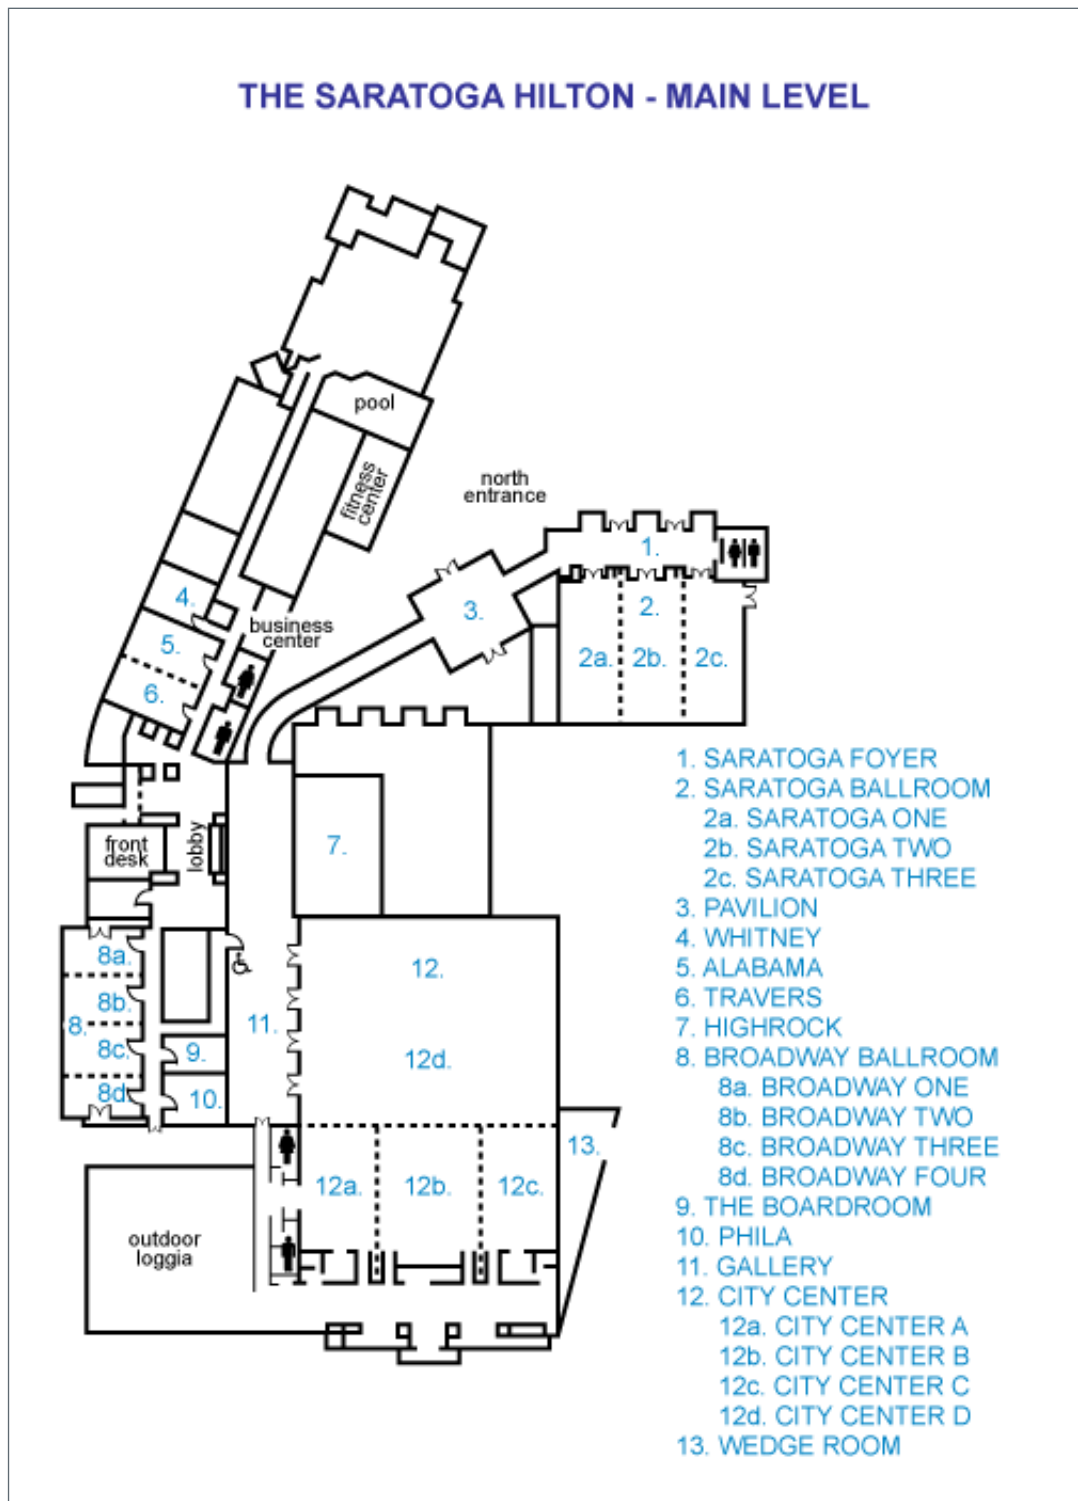 THE SARATOGA HILTON - MAIN LEVEL
pool
fitness
center
north
entrance
1.
4.
2.
3.
business
center
5.
2a.
2b.
2c.
6.
front
desk
lobby
7.
8a.
12.
8b.
8.
11.
8c.
9.
12d.
8d.
10.
13.
12a.
12b.
12c.
outdoor
loggia
1. SARATOGA FOYER
2. SARATOGA BALLROOM
2a. SARATOGA ONE
2b. SARATOGA TWO
2c. SARATOGA THREE
3. PAVILION
4. WHITNEY
5. ALABAMA
6. TRAVERS
7. HIGHROCK
8. BROADWAY BALLROOM
8a. BROADWAY ONE
8b. BROADWAY TWO
8c. BROADWAY THREE
8d. BROADWAY FOUR
9. THE BOARDROOM
10. PHILA
11. GALLERY
12. CITY CENTER
12a. CITY CENTER A
12b. CITY CENTER B
12c. CITY CENTER C
12d. CITY CENTER D
13. WEDGE ROOM